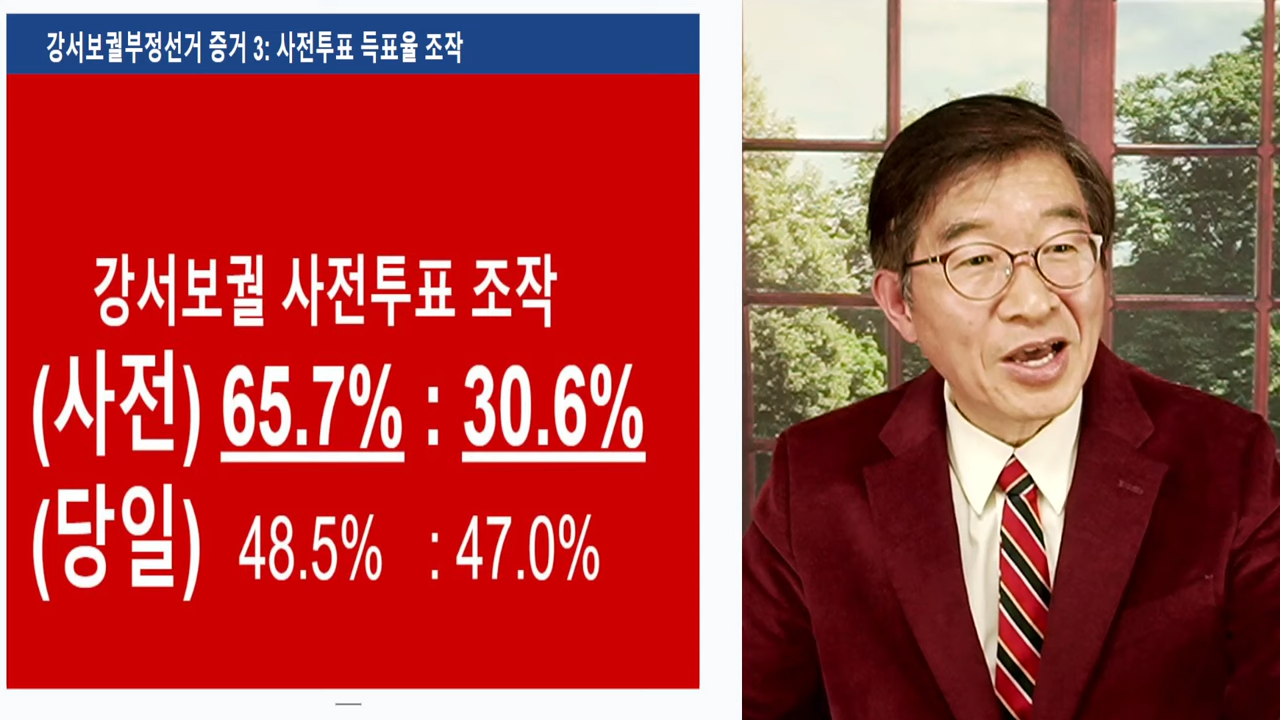 강서보궐부정선거 증거 3: 사전투표 득표율 조작
강서보궐 사전투표 조작
(사전) 65.7% : 30.6%
(당일) 48.5% : 47.0%